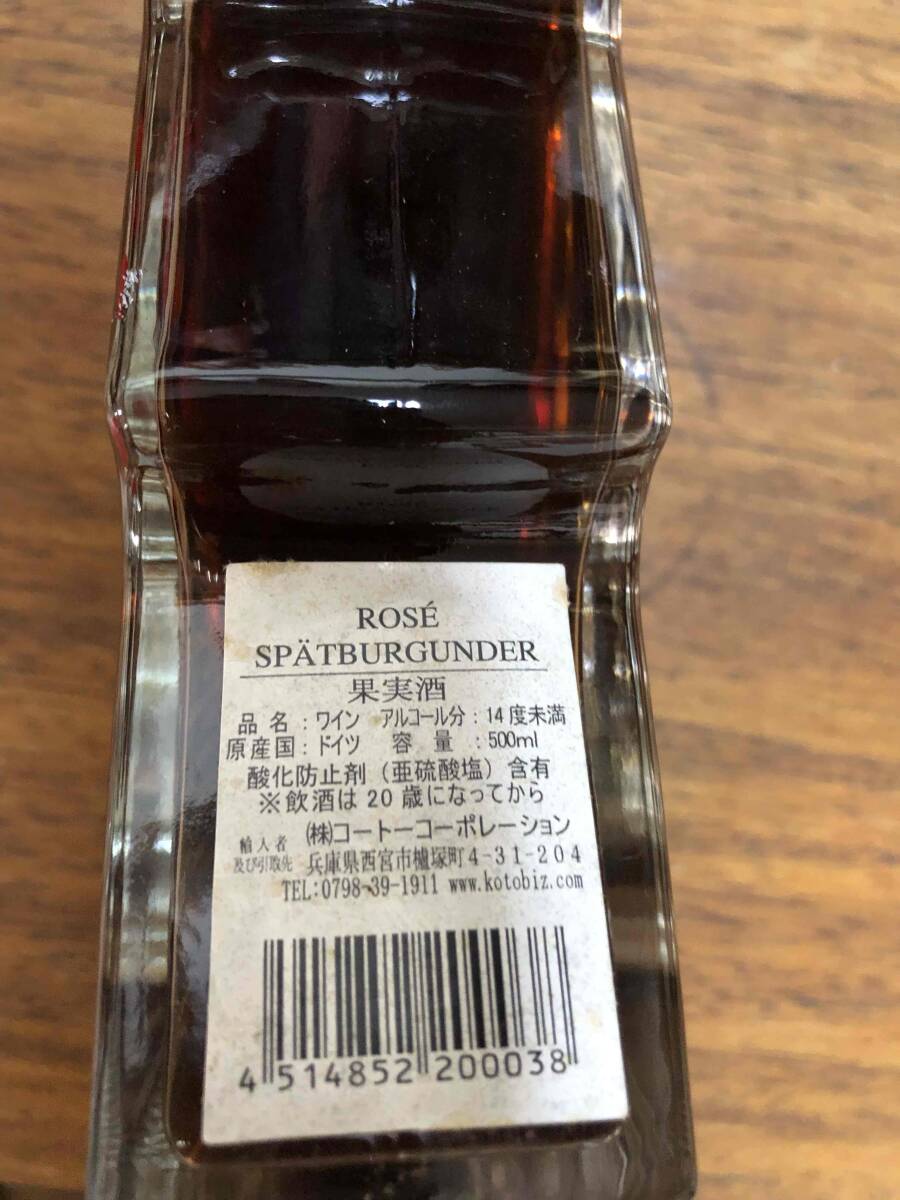 ROSÉ
SPÄTBURGUNDER
果実酒
品名：ワイン アルコール分：14度未満
原産国：ドイツ 容量：500ml
酸化防止剤（亜硫酸塩）含有
※飲酒は20歳になってから
輸入者及び引取先 ㈱コートーコーポレーション
兵庫県西宮市櫨塚町4-31-204
TEL:0798-39-1911 www.kotobiz.com
4 514852 200038